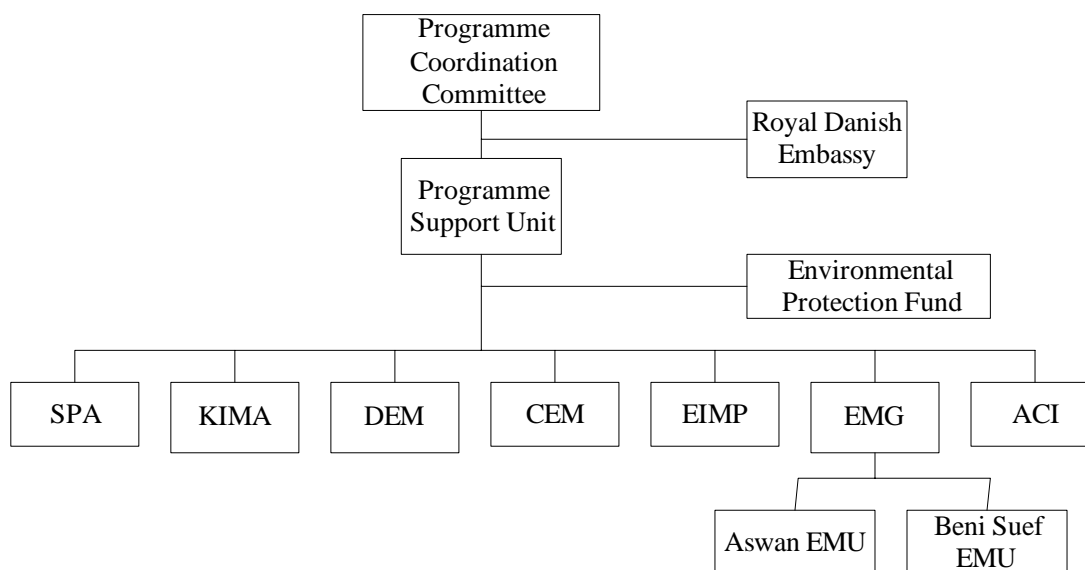 Programme
Coordination
Committee
Royal Danish
Embassy
Programme
Support Unit
Environmental
Protection Fund
SPA
KIMA
DEM
CEM
EIMP
EMG
ACI
Aswan EMU
Beni Suef
EMU